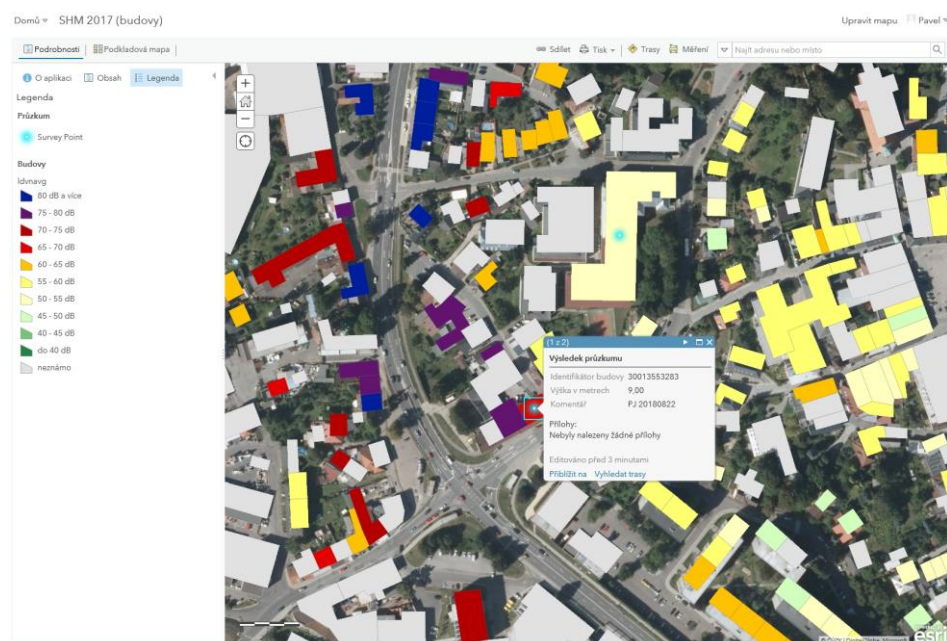 Domů SHM 2017 (budovy) Upravit mapu Pavel
Podrobnosti Podkladová mapa Sdílet Tisk Trasy Měření Najít adresu nebo místo
O aplikaci Obsah Legenda
Legenda
Průzkum
Survey Point
Budovy
ldvnavg
80 dB a více
75 - 80 dB
70 - 75 dB
65 - 70 dB
60 - 65 dB
55 - 60 dB
50 - 55 dB
45 - 50 dB
40 - 45 dB
do 40 dB
neznámo
(1 z 2)
Výsledek průzkumu
Identifikátor budovy 30013553283
Výška v metrech 9,00
Komentář PJ 20180822
Přílohy:
Nebyly nalezeny žádné přílohy
Editováno před 3 minutami
Přiblížit na Vyhledat trasy
esri